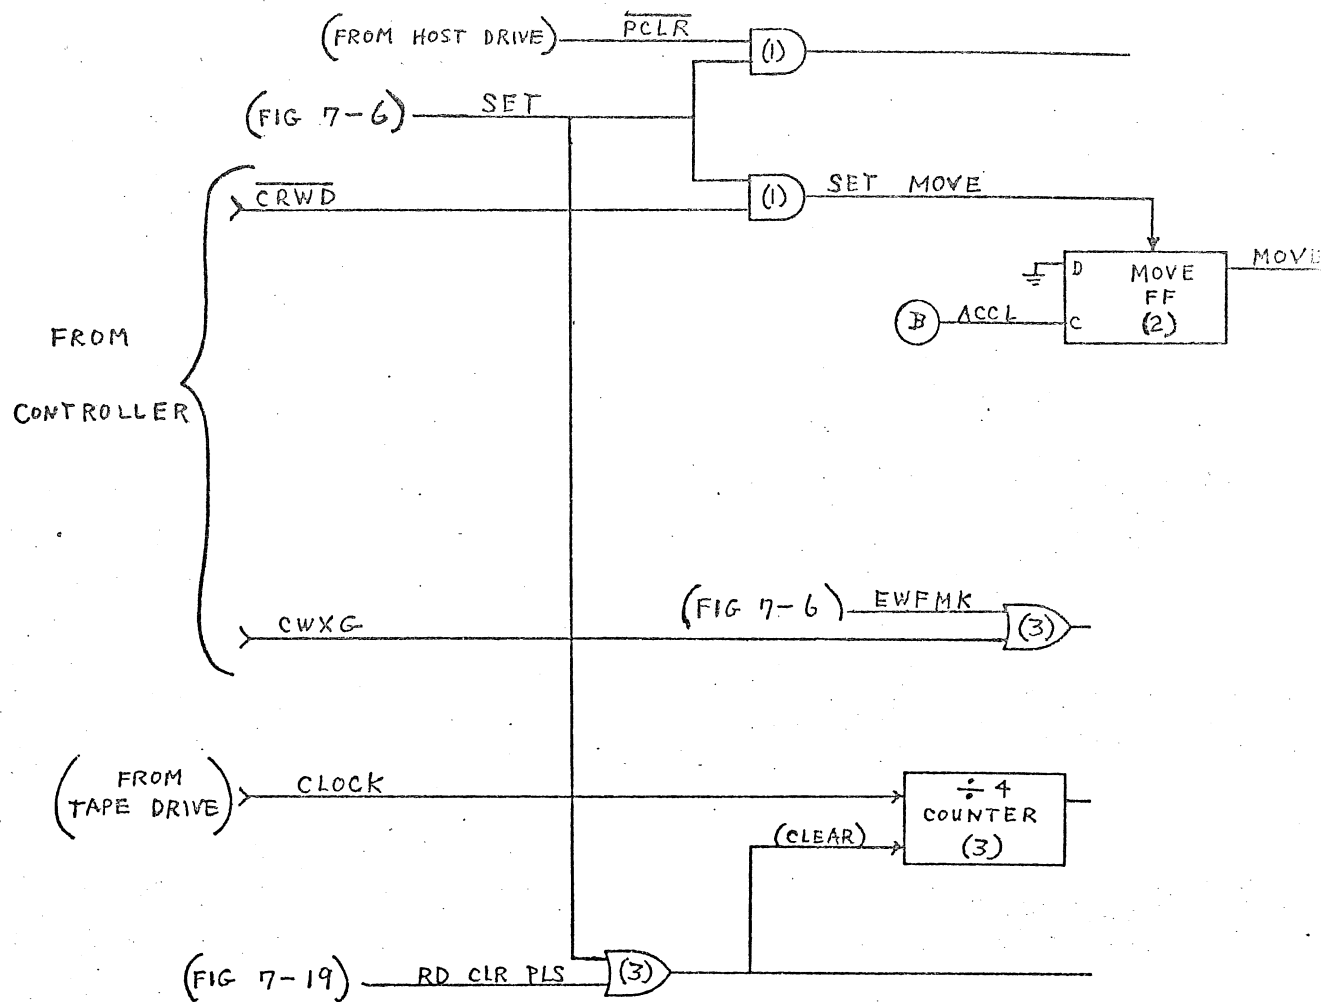 (FROM HOST DRIVE) P̅C̅L̅R̅ (1)
(FIG 7-6) SET
C̅R̅W̅D̅ (1) SET MOVE
D MOVE MOVE
FF
B ACCL C (2)
FROM
CONTROLLER
(FIG 7-6) EWFMK
CWXG (3)
(FROM
TAPE DRIVE) CLOCK
÷ 4
COUNTER
(3)
(CLEAR)
(FIG 7-19) RD CLR PLS (3)